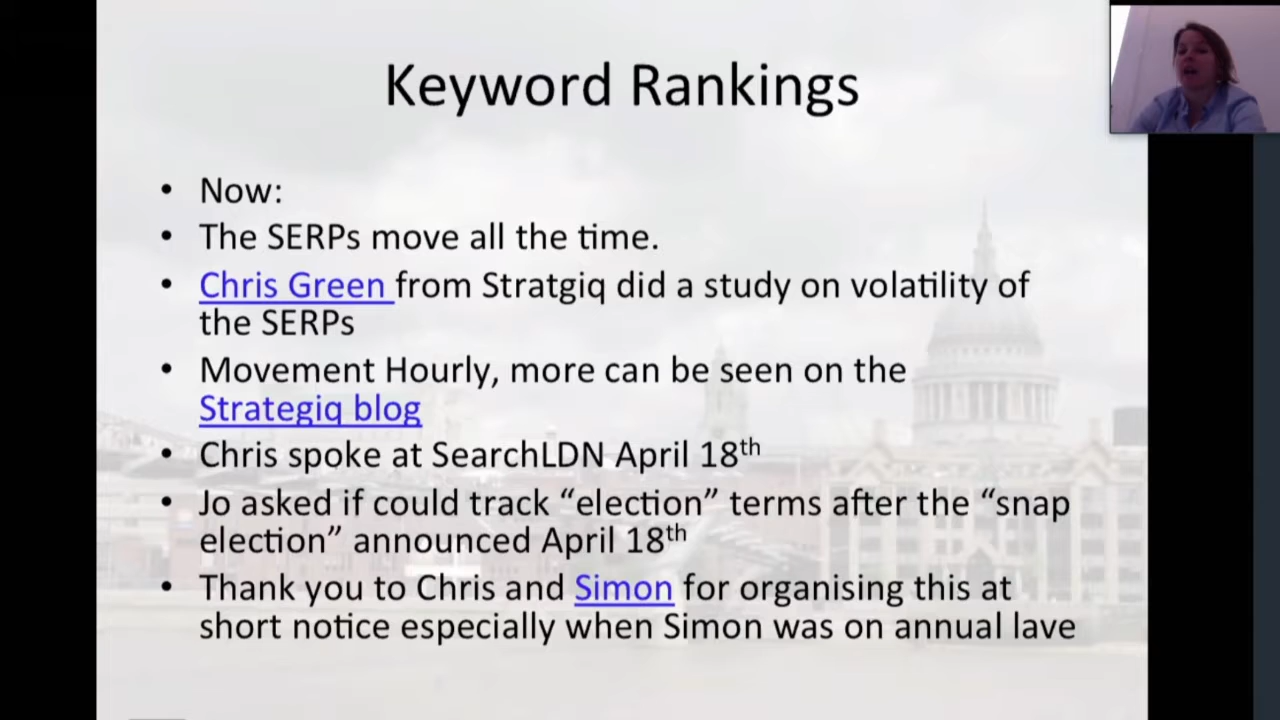 Keyword Rankings
• Now:
• The SERPs move all the time.
• Chris Green from Stratgiq did a study on volatility of
the SERPs
• Movement Hourly, more can be seen on the
Strategiq blog
• Chris spoke at SearchLDN April 18th
• Jo asked if could track “election” terms after the “snap
election” announced April 18th
• Thank you to Chris and Simon for organising this at
short notice especially when Simon was on annual lave